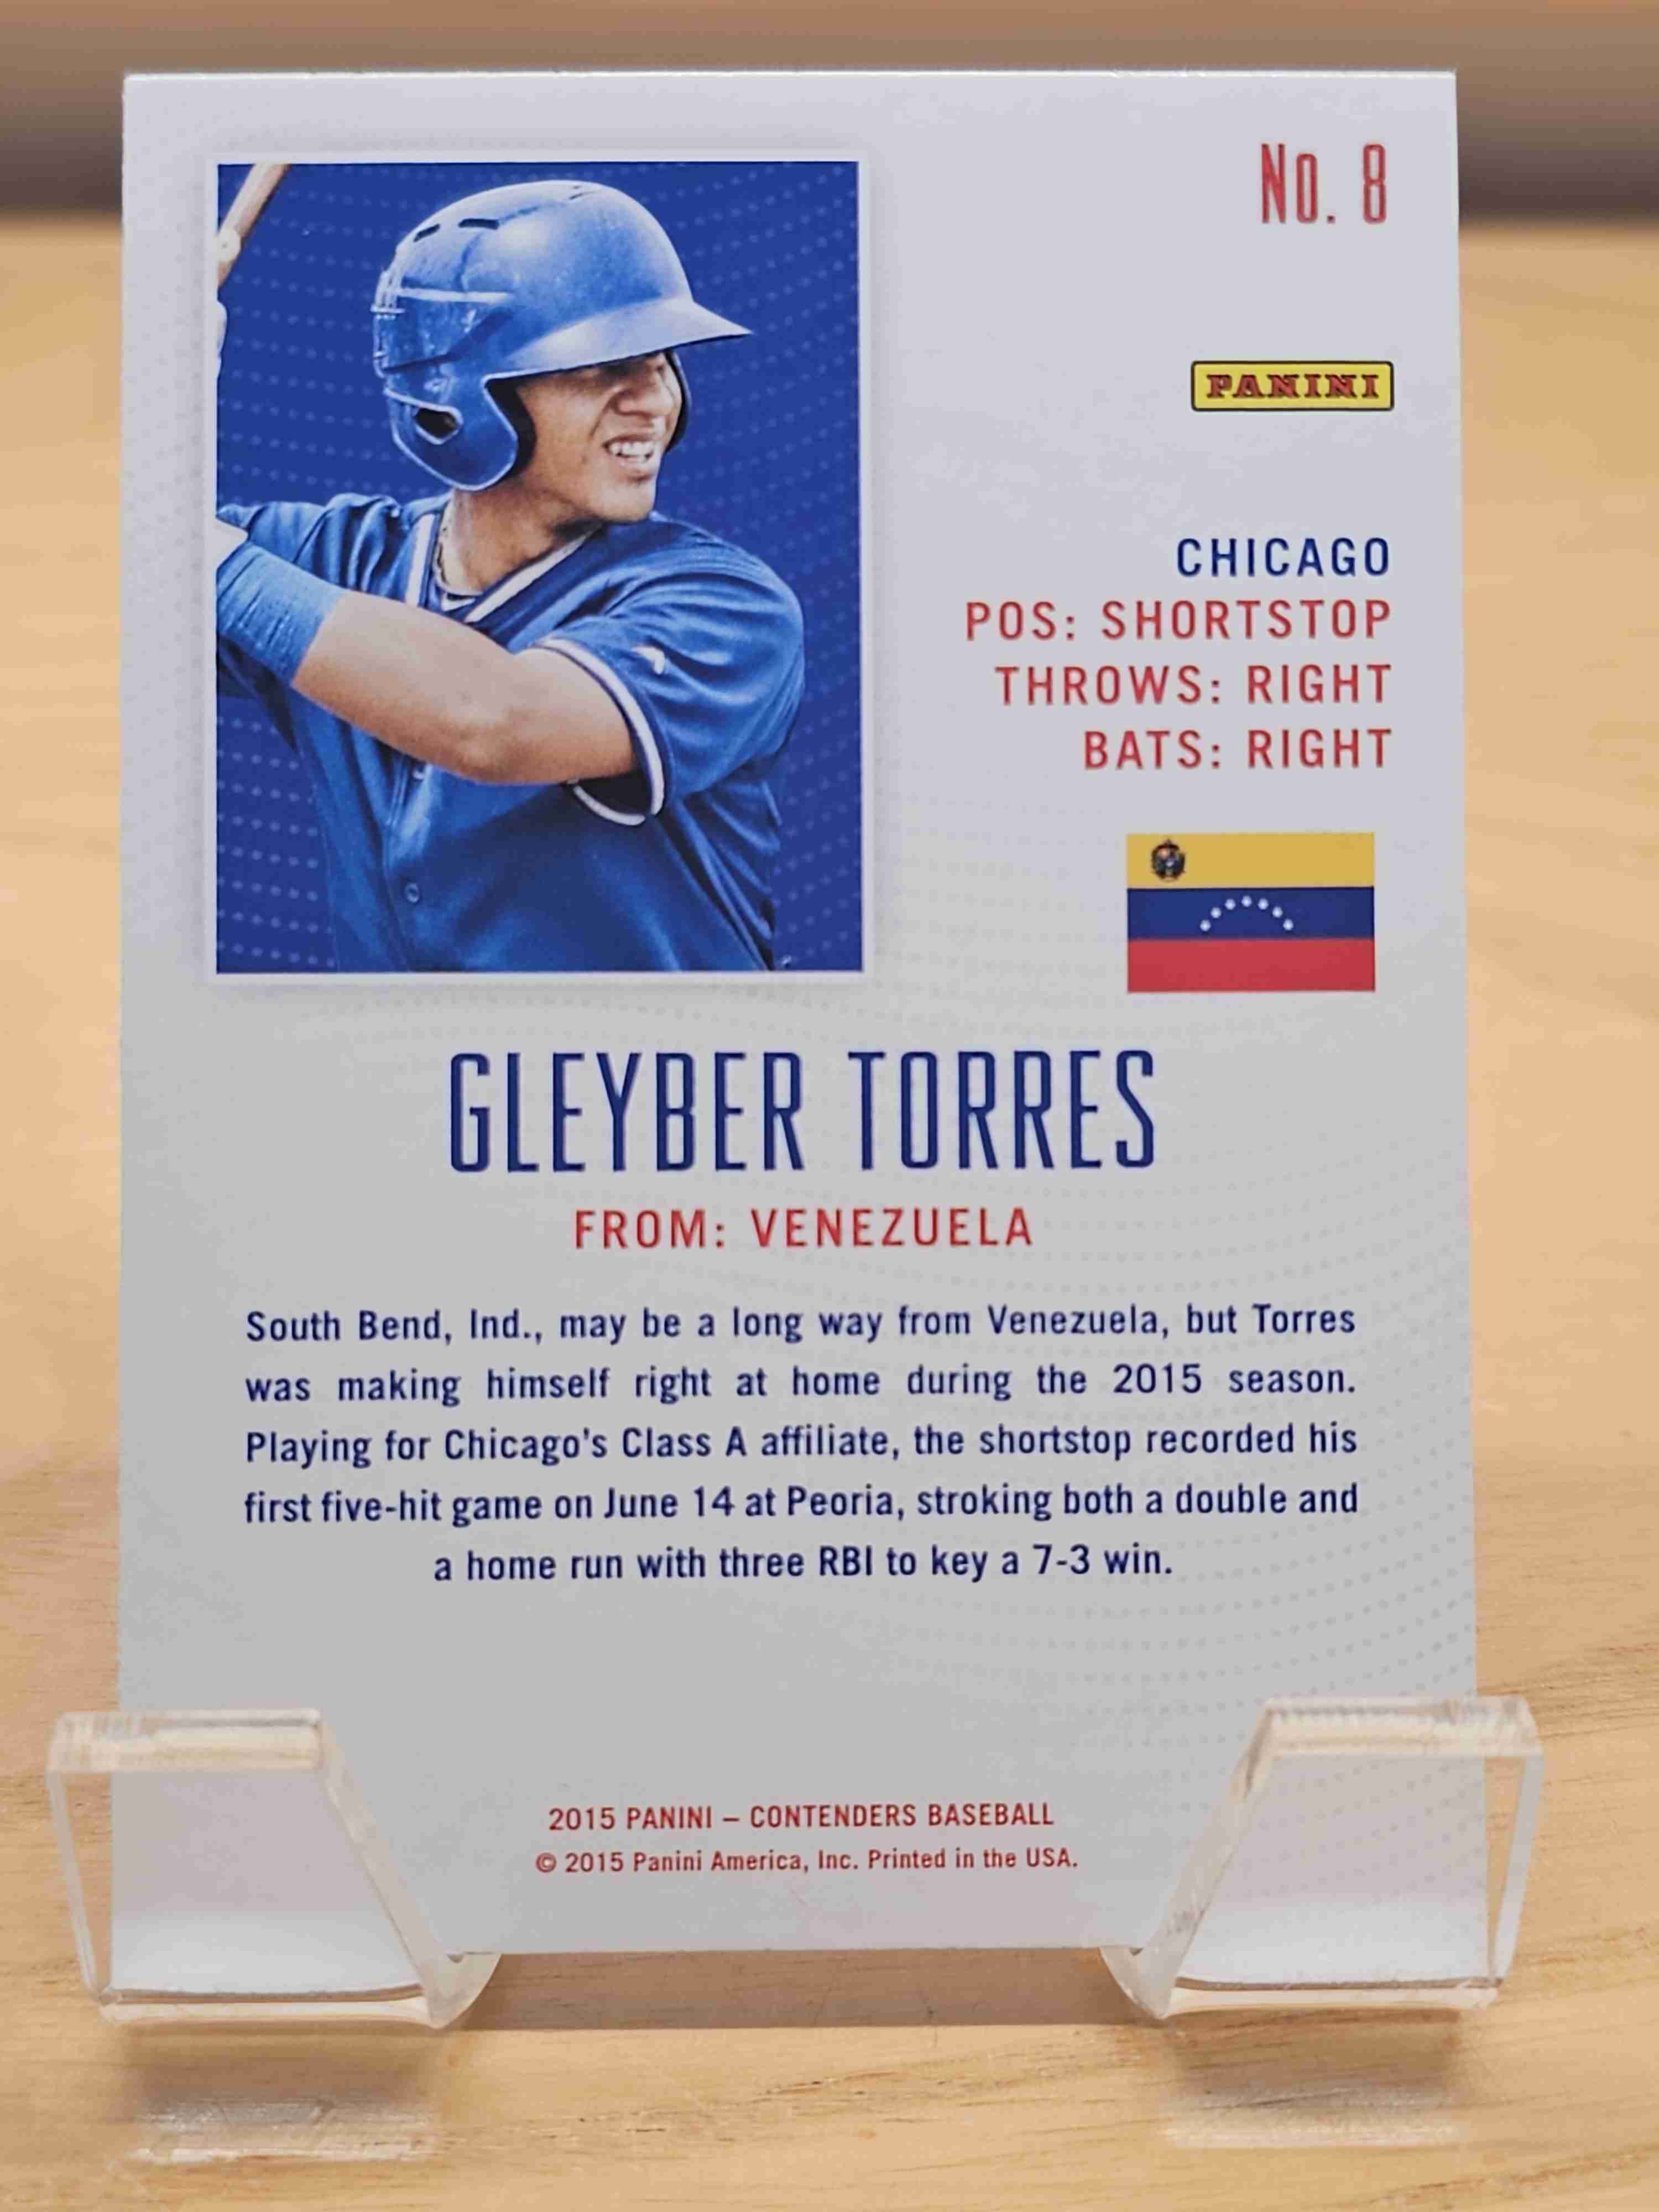 No. 8
PANINI
CHICAGO
POS: SHORTSTOP
THROWS: RIGHT
BATS: RIGHT
GLEYBER TORRES
FROM: VENEZUELA
South Bend, Ind., may be a long way from Venezuela, but Torres
was making himself right at home during the 2015 season.
Playing for Chicago's Class A affiliate, the shortstop recorded his
first five-hit game on June 14 at Peoria, stroking both a double and
a home run with three RBI to key a 7-3 win.
2015 PANINI – CONTENDERS BASEBALL
© 2015 Panini America, Inc. Printed in the USA.